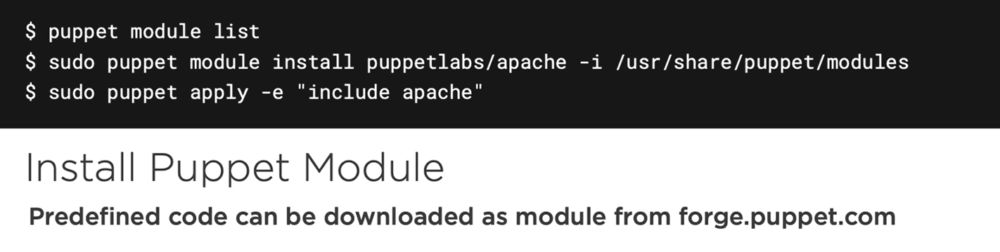 $ puppet module list
$ sudo puppet module install puppetlabs/apache -i /usr/share/puppet/modules
$ sudo puppet apply -e "include apache"
Install Puppet Module
Predefined code can be downloaded as module from forge.puppet.com